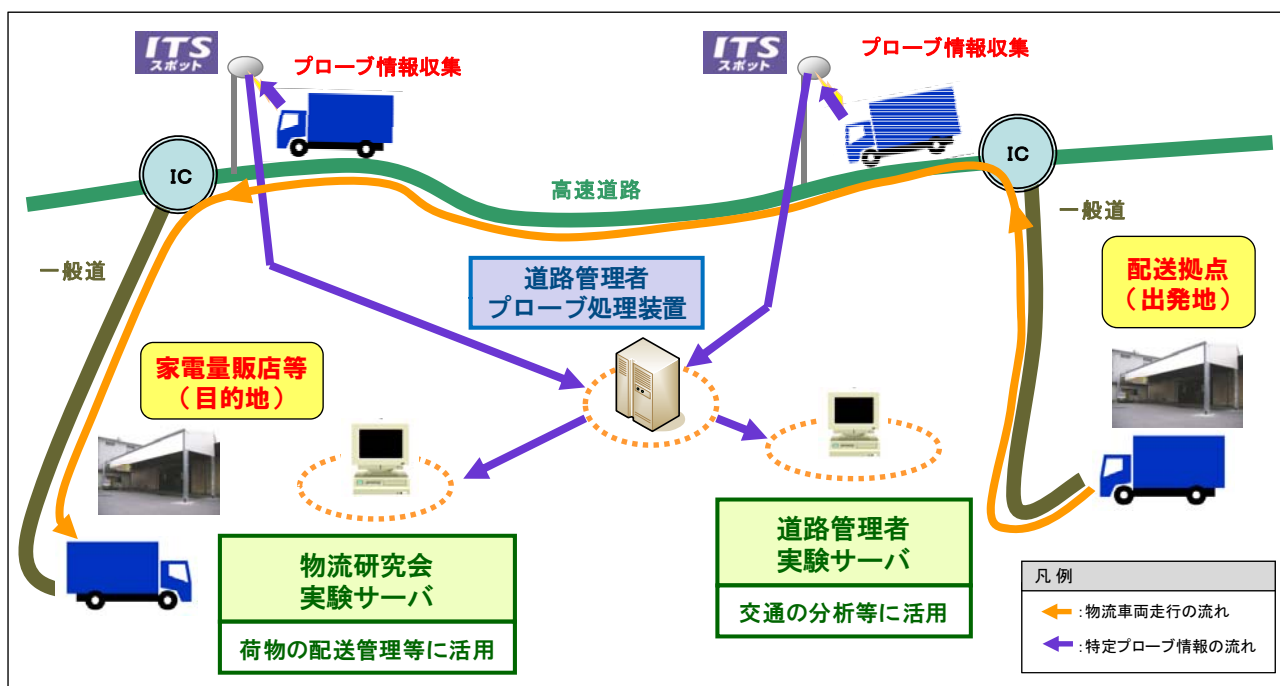 ITS
スポット
プローブ情報収集
ITS
スポット
プローブ情報収集
IC
IC
高速道路
一般道
一般道
道路管理者
プローブ処理装置
配送拠点
（出発地）
家電量販店等
（目的地）
物流研究会
実験サーバ
荷物の配送管理等に活用
道路管理者
実験サーバ
交通の分析等に活用
凡例
：物流車両走行の流れ
：特定プローブ情報の流れ